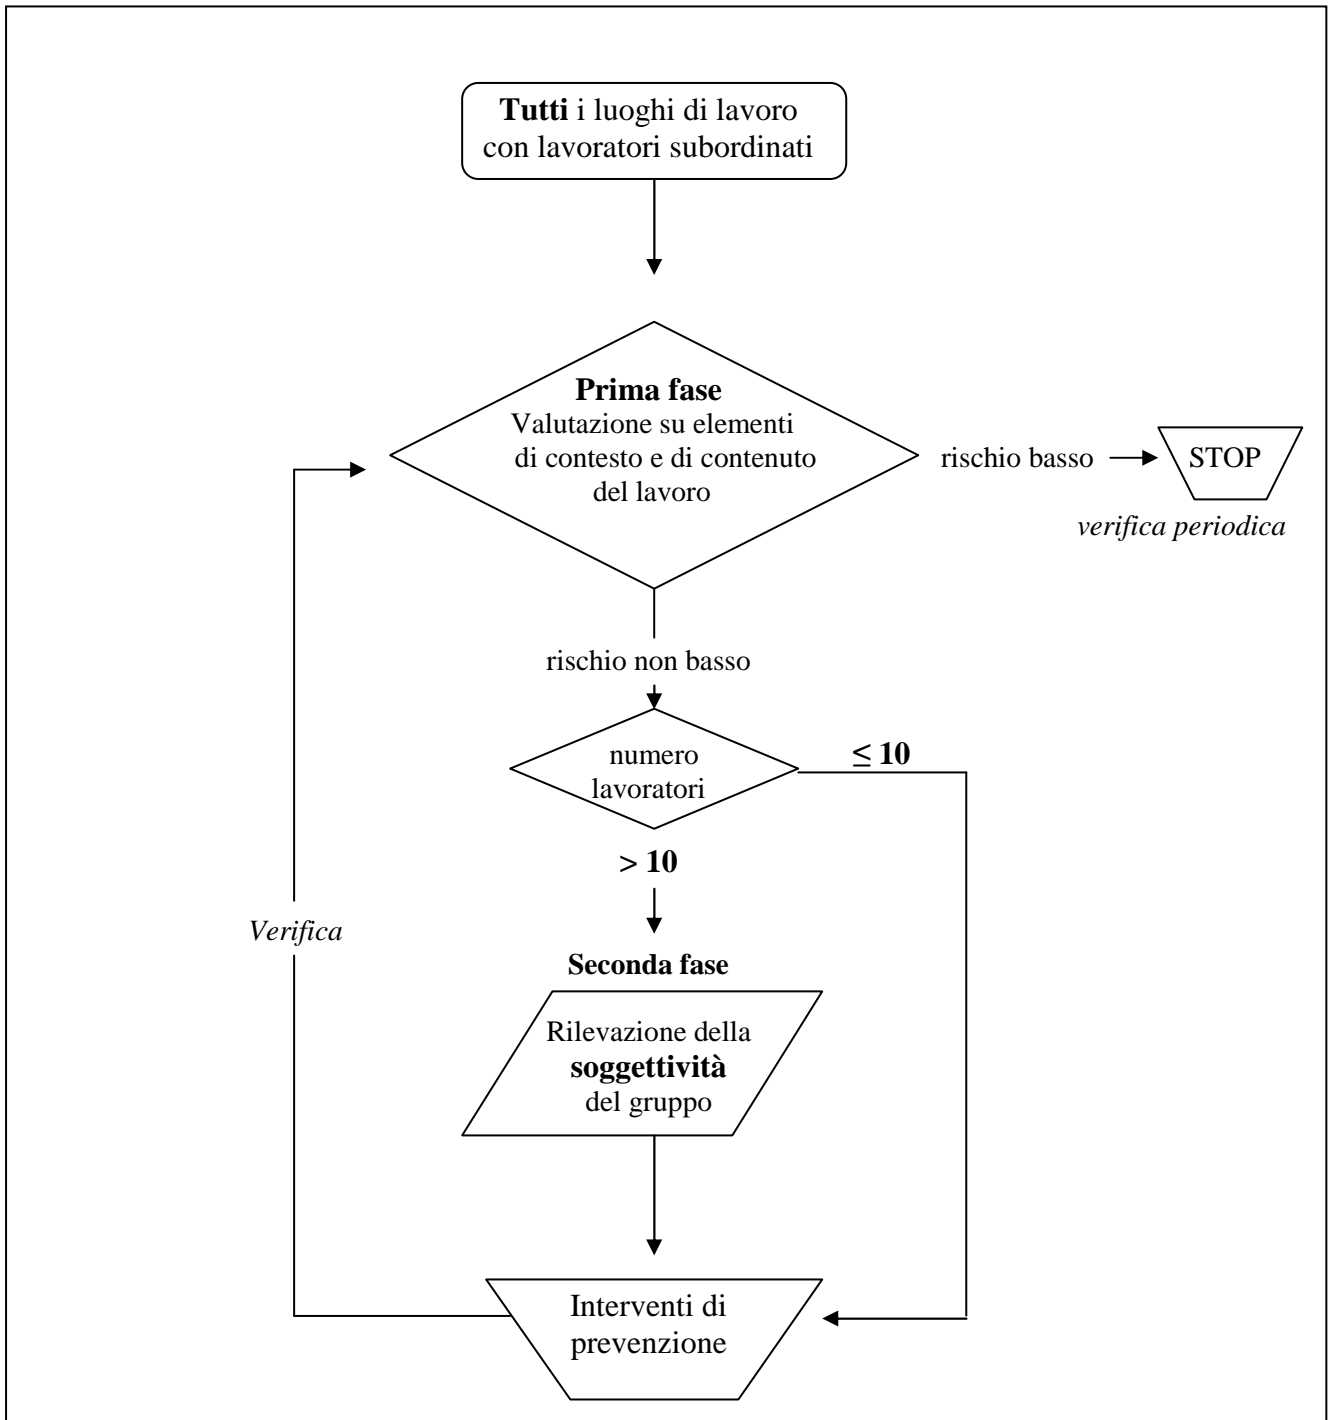 Tutti i luoghi di lavoro
con lavoratori subordinati
Prima fase
Valutazione su elementi
di contesto e di contenuto
del lavoro
rischio basso
STOP
verifica periodica
rischio non basso
numero
lavoratori
≤ 10
> 10
Verifica
Seconda fase
Rilevazione della
soggettività
del gruppo
Interventi di
prevenzione